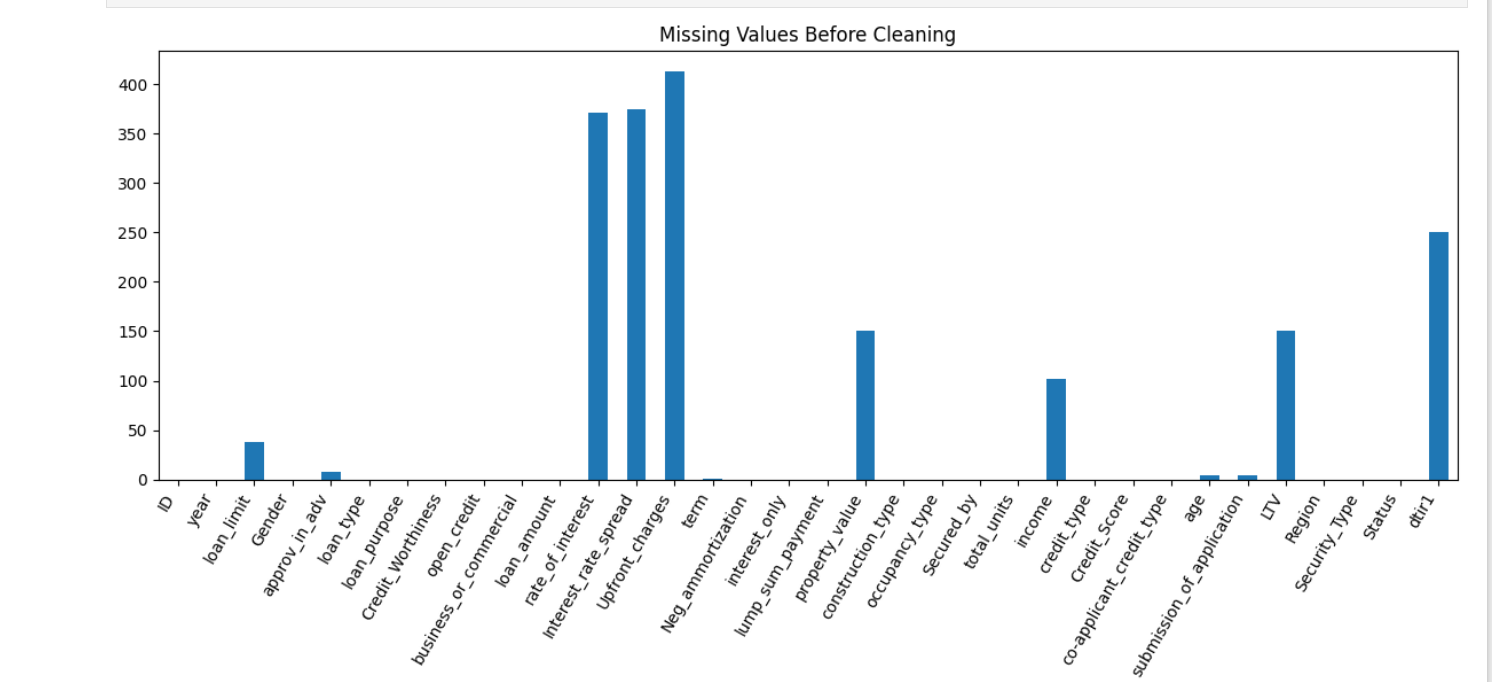 Missing Values Before Cleaning
400
350
300
250
200
150
100
50
0
ID
year
loan_limit
Gender
approv_in_adv
loan_type
loan_purpose
Credit_Worthiness
open_credit
business_or_commercial
loan_amount
rate_of_interest
Interest_rate_spread
Upfront_charges
term
Neg_ammortization
interest_only
lump_sum_payment
property_value
construction_type
occupancy_type
Secured_by
total_units
income
credit_type
Credit_Score
co-applicant_credit_type
age
submission_of_application
LTV
Region
Security_Type
Status
dtir1